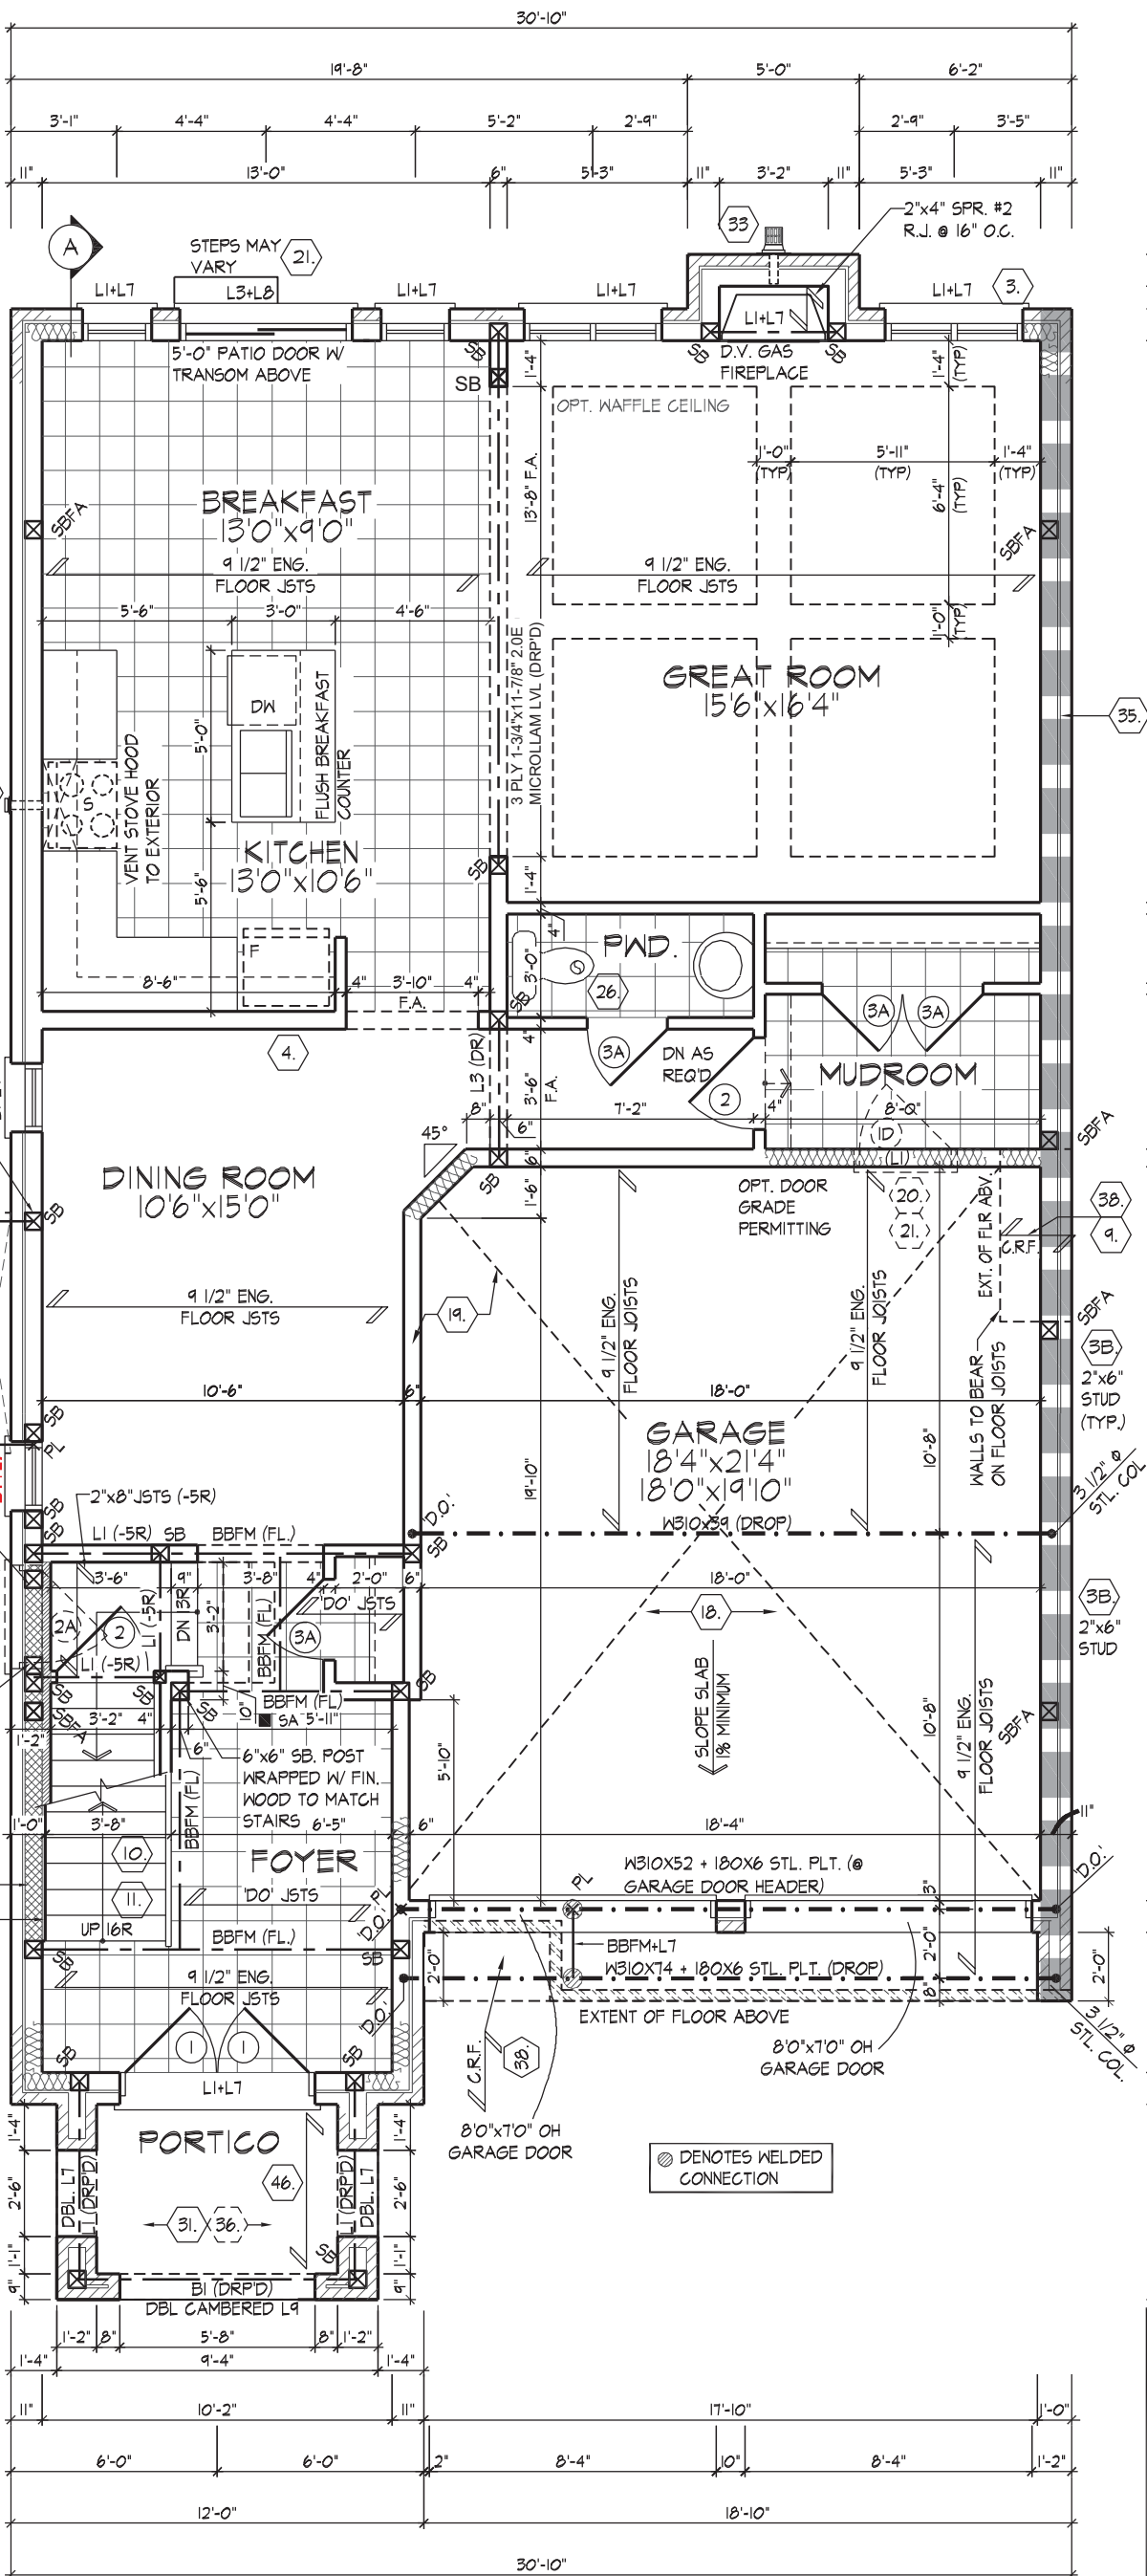 30'-10"
19'-8" 5'-0" 6'-2"
3'-1" 4'-4" 4'-4" 5'-2" 2'-9" 2'-9" 3'-5"
11" 13'-0" 6" 5'-3" 11" 3'-2" 11" 5'-3" 11"
2"x4" SPR. #2
R.J. @ 16" O.C.
33
A
STEPS MAY
VARY
21.
3.
L1+L7 L3+L8 L1+L7 L1+L7 L1+L7
L1+L7
5'-0" PATIO DOOR W/
TRANSOM ABOVE
SB
SB
SB
SB
D.V. GAS
FIREPLACE
1'-4"
1'-4"
(TYP)
OPT. WAFFLE CEILING
1'-0"
(TYP)
5'-11"
(TYP)
1'-4"
(TYP)
6'-4"
(TYP)
13'-8" F.A.
BREAKFAST
13'0"x9'0"
SBFA
SBFA
9 1/2" ENG.
FLOOR JSTS
9 1/2" ENG.
FLOOR JSTS
5'-6" 3'-0" 4'-6"
1'-0"
(TYP)
3 PLY 1-3/4"x11-7/8" 2.0E
MICROLLAM LVL (DRP'D)
GREAT ROOM
15'6"x16'4"
35.
DW
5'-0"
FLUSH BREAKFAST
COUNTER
VENT STOVE HOOD
TO EXTERIOR
S
KITCHEN
13'0"x10'6"
5'-6"
SB
1'-4"
4"
F
PWD.
3'-0"
26.
8'-6" 4" 3'-10" 4"
F.A.
SB
3A
3A
4.
L3 (DR)
4"
3'-6"
F.A.
3A
DN AS
REQ'D
2
MUDROOM
8" 6" 7'-2" 4" 8'-0"
1D
(L1)
SBFA
45°
6"
SB
1'-6"
DINING ROOM
10'6"x15'0"
SB
OPT. DOOR
GRADE
PERMITTING
20.
21.
EXT. OF FLR ABV.
C.R.F.
38.
9.
9 1/2" ENG.
FLOOR JSTS
19.
9 1/2" ENG.
FLOOR JOISTS
9 1/2" ENG.
FLOOR JOISTS
WALLS TO BEAR
ON FLOOR JOISTS
SBFA
3B.
2"x6"
STUD
(TYP.)
10'-6" 6" 18'-0"
SB
PL
GARAGE
18'4"x21'4"
18'0"x19'10"
19'-10"
10'-8"
3 1/2" Ø
STL. COL
2"x8"JSTS (-5R)
SB
SB
'D.O.'
W310x39 (DROP)
L1 (-5R) SB BBFM (FL.)
SB
3'-6" 9" 3'-8" 4" 2'-0" 6" 18'-0"
'DO' JSTS
3'-2"
DN 13R
L1 (-5R)
BBFM (FL)
2A
2
3A
L1 (-5R)
18.
3B.
2"x6"
STUD
SB
SBFA
SB
SB
10"
BBFM (FL)
SA 5'-11"
SB
1'-2" 3'-2" 4"
6"
6"x6" SB. POST
WRAPPED W/ FIN.
WOOD TO MATCH
STAIRS
BBFM (FL)
5'-10"
SLOPE SLAB
1% MINIMUM
10'-8"
9 1/2" ENG.
FLOOR JOISTS
SBFA
11"
1'-0" 3'-8" 6'-5" 6" 18'-4"
10.
11.
FOYER
W310X52 + 180X6 STL. PLT. (@
GARAGE DOOR HEADER)
'DO' JSTS
PL
'D.O.'
PL
3"
'D.O.'
UP 16R
BBFM (FL.)
SB
SB
BBFM+L7
W310X74 + 180X6 STL. PLT. (DROP)
2'-0"
2'-0"
8"
2'-0"
9 1/2" ENG.
FLOOR JSTS
'D.O.'
EXTENT OF FLOOR ABOVE
3 1/2" Ø
STL. COL.
1
1
SB
SB
C.R.F.
38.
8'0"x7'0" OH
GARAGE DOOR
L1+L7
8'0"x7'0" OH
GARAGE DOOR
PORTICO
1'-4"
1'-4"
DENOTES WELDED
CONNECTION
2'-6"
DBL. L7
L1 (DRP'D)
46.
L1 (DRP'D)
DBL. L7
2'-6"
31.
36.
1'-1"
SB
1'-1"
9"
B1 (DRP'D)
9"
DBL CAMBERED L9
1'-2" 8" 5'-8" 8" 1'-2"
1'-4" 9'-4" 1'-4"
11" 10'-2" 11" 17'-10" 1'-0"
6'-0" 6'-0" 2" 8'-4" 10" 8'-4" 1'-2"
12'-0" 18'-10"
30'-10"